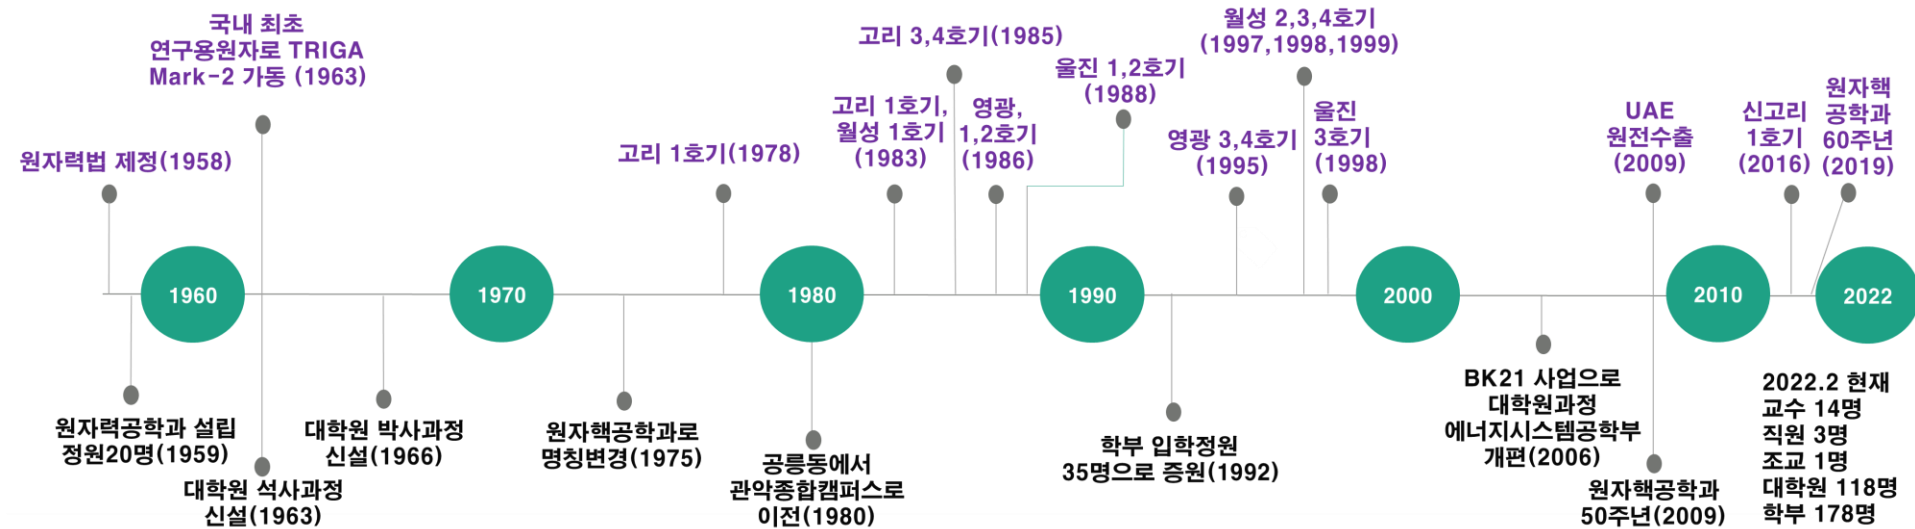 국내 최초
연구용원자로 TRIGA
Mark-2 가동 (1963)
원자력법 제정(1958)
고리 1호기(1978)
고리 3,4호기(1985)
고리 1호기,
월성 1호기
(1983)
영광,
1,2호기
(1986)
울진 1,2호기
(1988)
영광 3,4호기
(1995)
월성 2,3,4호기
(1997,1998,1999)
울진
3호기
(1998)
UAE
원전수출
(2009)
신고리
1호기
(2016)
원자핵
공학과
60주년
(2019)
1960
1970
1980
1990
2000
2010
2022
원자력공학과 설립
정원20명(1959)
대학원 석사과정
신설(1963)
대학원 박사과정
신설(1966)
원자핵공학과로
명칭변경(1975)
공릉동에서
관악종합캠퍼스로
이전(1980)
학부 입학정원
35명으로 증원(1992)
BK21 사업으로
대학원과정
에너지시스템공학부
개편(2006)
원자핵공학과
50주년(2009)
2022.2 현재
교수 14명
직원 3명
조교 1명
대학원 118명
학부 178명